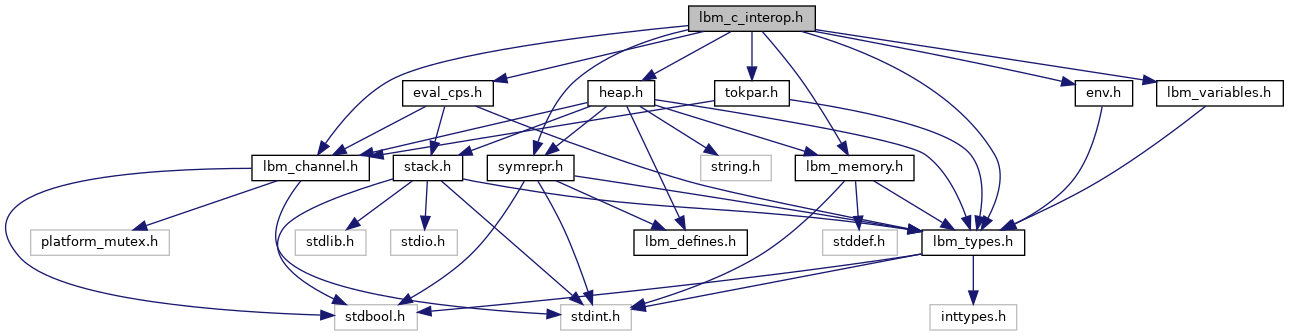 lbm_c_interop.h
eval_cps.h
heap.h
tokpar.h
env.h
lbm_variables.h
lbm_channel.h
stack.h
symrepr.h
string.h
lbm_memory.h
platform_mutex.h
stdlib.h
stdio.h
lbm_defines.h
stddef.h
lbm_types.h
stdbool.h
stdint.h
inttypes.h